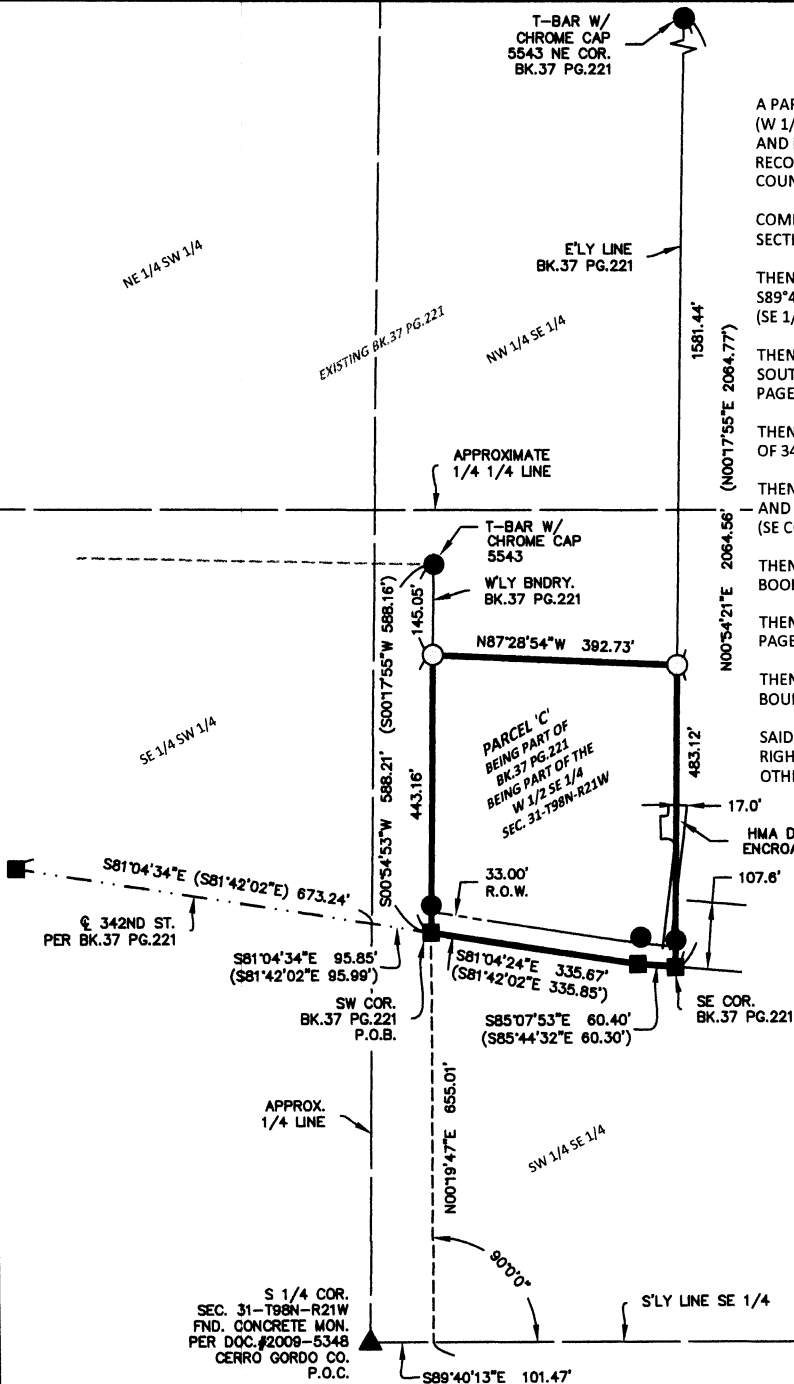 T-BAR W/
CHROME CAP
5543 NE COR.
BK.37 PG.221
A PAR
(W 1/
AND
RECO
COUN
COM
SECTI
E'LY LINE
BK.37 PG.221
NE 1/4 SW 1/4
THEN
S89°4
(SE 1/
EXISTING BK.37 PG.221
NW 1/4 SE 1/4
1581.44'
THEN
SOUT
PAGE
N00°54'21"E 2064.56' (N00°17'55"E 2064.77')
THEN
OF 34
APPROXIMATE
1/4 1/4 LINE
THEN
AND
(SE C
T-BAR W/
CHROME CAP
5543
W'LY BNDRY.
BK.37 PG.221
THEN
BOOK
145.05'
S00°54'53"W 588.21' (S00°17'55"W 588.16')
THEN
PAGE
N87°28'54"W 392.73'
THEN
BOUI
SE 1/4 SW 1/4
PARCEL 'C'
BEING PART OF
BK.37 PG.221
BEING PART OF THE
W 1/2 SE 1/4
SEC. 31-T98N-R21W
443.16'
483.12'
SAID
RIGH
OTHE
17.0'
HMA D
ENCROA
S81°04'34"E (S81°42'02"E) 673.24'
33.00'
R.O.W.
107.6'
℄ 342ND ST.
PER BK.37 PG.221
S81°04'34"E 95.85'
(S81°42'02"E 95.99')
S81°04'24"E 335.67'
(S81°42'02"E 335.85')
SW COR.
BK.37 PG.221
P.O.B.
S85°07'53"E 60.40'
(S85°44'32"E 60.30')
SE COR.
BK.37 PG.221
APPROX.
1/4 LINE
N00°19'47"E 655.01'
SW 1/4 SE 1/4
90°0'0"
S 1/4 COR.
SEC. 31-T98N-R21W
FND. CONCRETE MON.
PER DOC.#2009-5348
CERRO GORDO CO.
P.O.C.
S'LY LINE SE 1/4
S89°40'13"E 101.47'